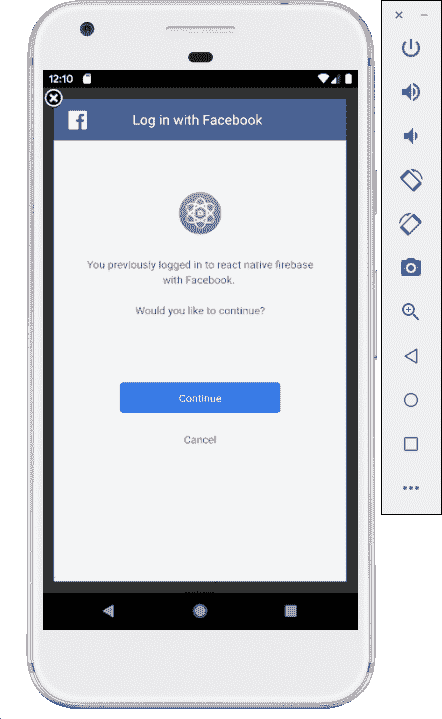 12:10
Log in with Facebook
You previously logged in to react native firebase
with Facebook.
Would you like to continue?
Continue
Cancel